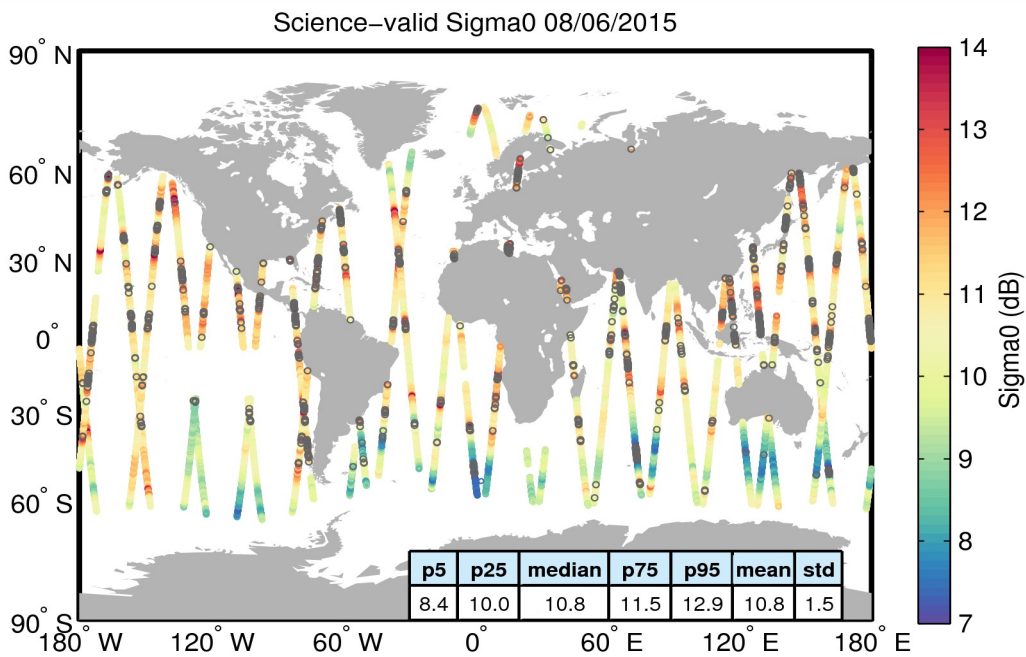 Science−valid Sigma0 08/06/2015
90° N
60° N
30° N
0°
30° S
60° S
90° S
180° W 120° W 60° W 0° 60° E 120° E 180° E
p5 p25 median p75 p95 mean std
8.4 10.0 10.8 11.5 12.9 10.8 1.5
14
13
12
11
10
9
8
7
Sigma0 (dB)